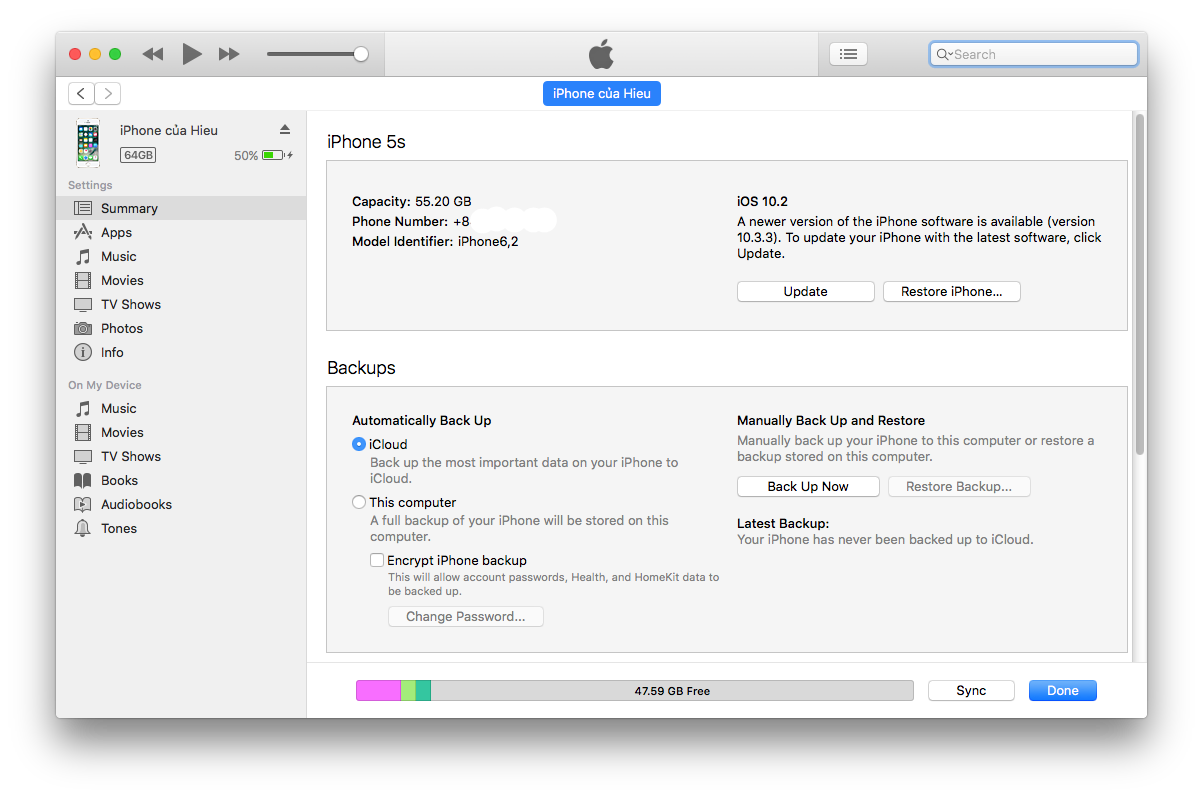 Search
iPhone của Hieu
iPhone của Hieu
64GB
50%
Settings
Summary
Apps
Music
Movies
TV Shows
Photos
Info
On My Device
Music
Movies
TV Shows
Books
Audiobooks
Tones
iPhone 5s
Capacity: 55.20 GB
Phone Number: +8
Model Identifier: iPhone6,2
iOS 10.2
A newer version of the iPhone software is available (version
10.3.3). To update your iPhone with the latest software, click
Update.
Update
Restore iPhone...
Backups
Automatically Back Up
iCloud
Back up the most important data on your iPhone to
iCloud.
This computer
A full backup of your iPhone will be stored on this
computer.
Encrypt iPhone backup
This will allow account passwords, Health, and HomeKit data to
be backed up.
Change Password...
Manually Back Up and Restore
Manually back up your iPhone to this computer or restore a
backup stored on this computer.
Back Up Now
Restore Backup...
Latest Backup:
Your iPhone has never been backed up to iCloud.
47.59 GB Free
Sync
Done